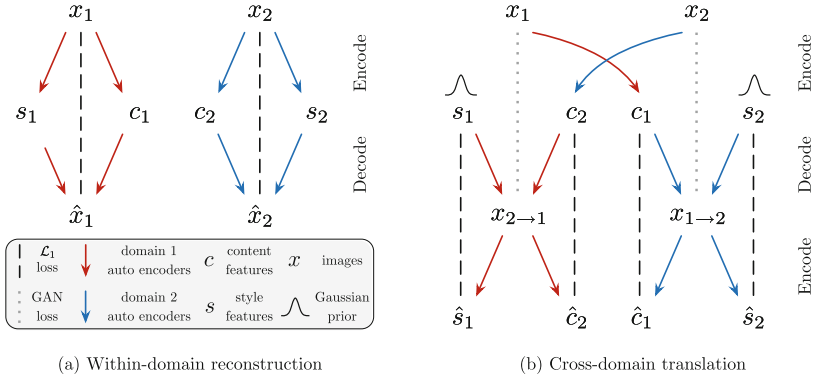 x₁ x₂
Encode
s₁ c₁ c₂ s₂
Decode
x̂₁ x̂₂
ℒ₁ loss
domain 1 auto encoders
c content features
x images
GAN loss
domain 2 auto encoders
s style features
Gaussian prior
(a) Within-domain reconstruction
x₁ x₂
Encode
s₁ c₂ c₁ s₂
Decode
x₂→₁ x₁→₂
Encode
ŝ₁ ĉ₂ ĉ₁ ŝ₂
(b) Cross-domain translation